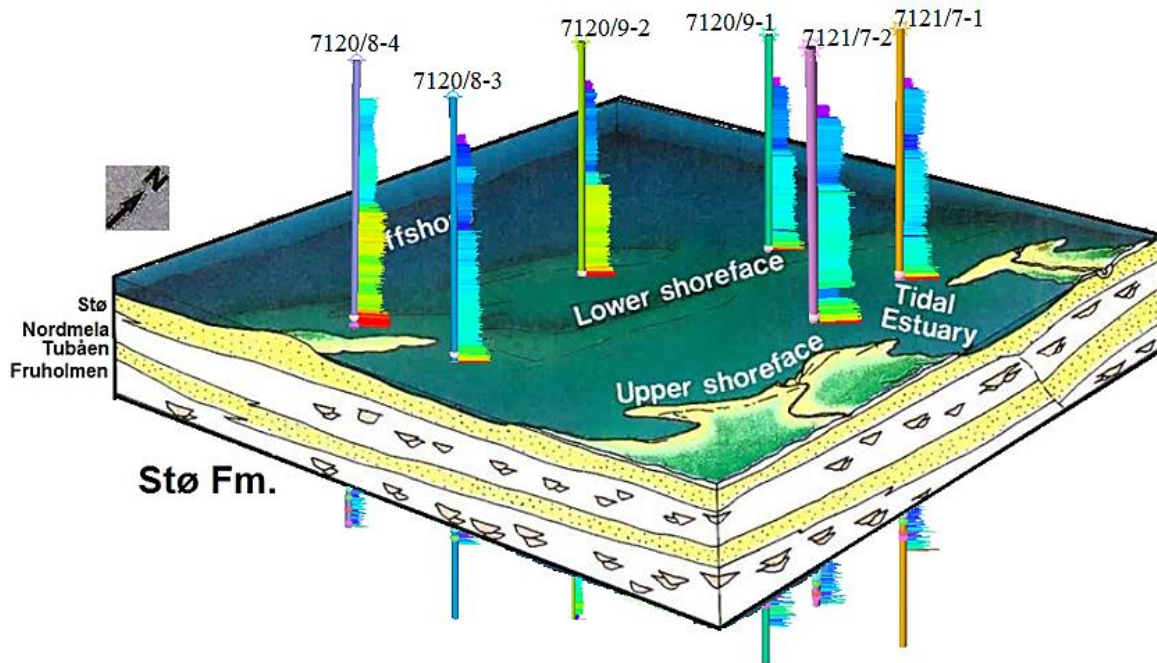 7120/8-4
7120/8-3
7120/9-2
7120/9-1
7121/7-2
7121/7-1
N
ffshor
Lower shoreface
Tidal
Estuary
Upper shoreface
Stø
Nordmela
Tubåen
Fruholmen
Stø Fm.